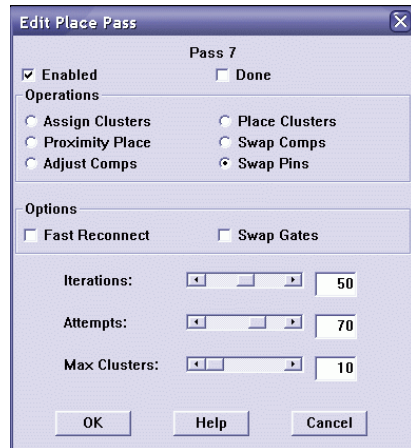 Edit Place Pass
Pass 7
Enabled Done
Operations
Assign Clusters Place Clusters
Proximity Place Swap Comps
Adjust Comps Swap Pins
Options
Fast Reconnect Swap Gates
Iterations: 50
Attempts: 70
Max Clusters: 10
OK Help Cancel